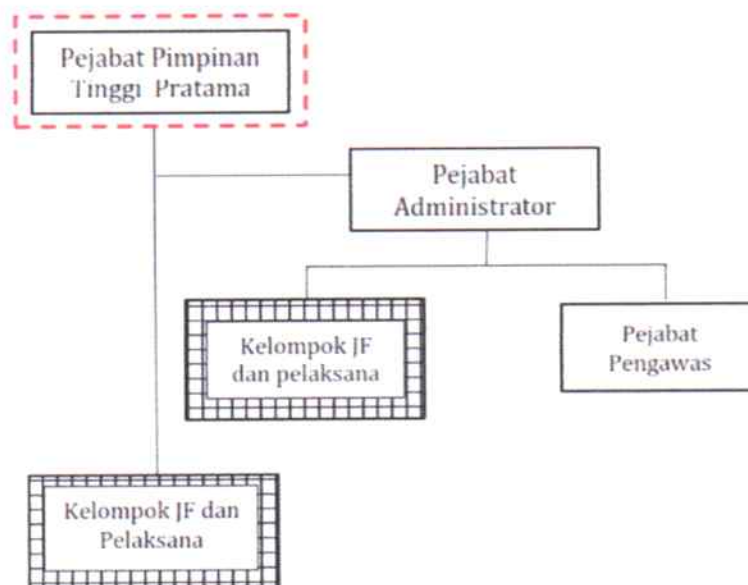 Pejabat Pimpinan
Tinggi Pratama
Pejabat
Administrator
Kelompok JF
dan pelaksana
Pejabat
Pengawas
Kelompok JF dan
Pelaksana